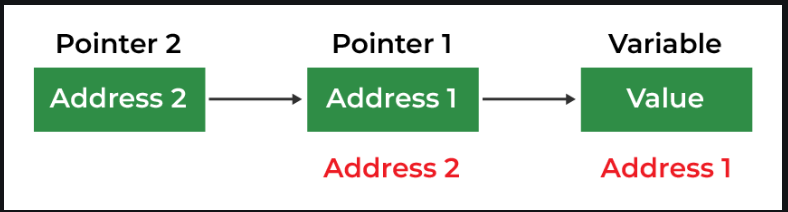 Pointer 2 Pointer 1 Variable
Address 2 Address 1 Value
Address 2 Address 1